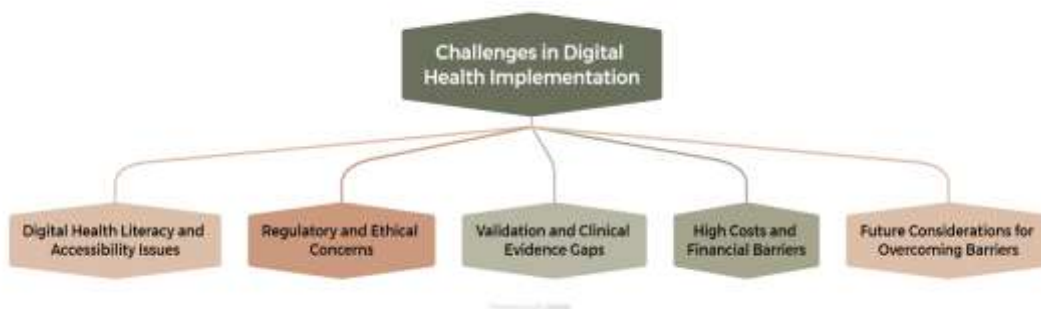 Challenges in Digital
Health Implementation
Digital Health Literacy and
Accessibility Issues
Regulatory and Ethical
Concerns
Validation and Clinical
Evidence Gaps
High Costs and
Financial Barriers
Future Considerations for
Overcoming Barriers